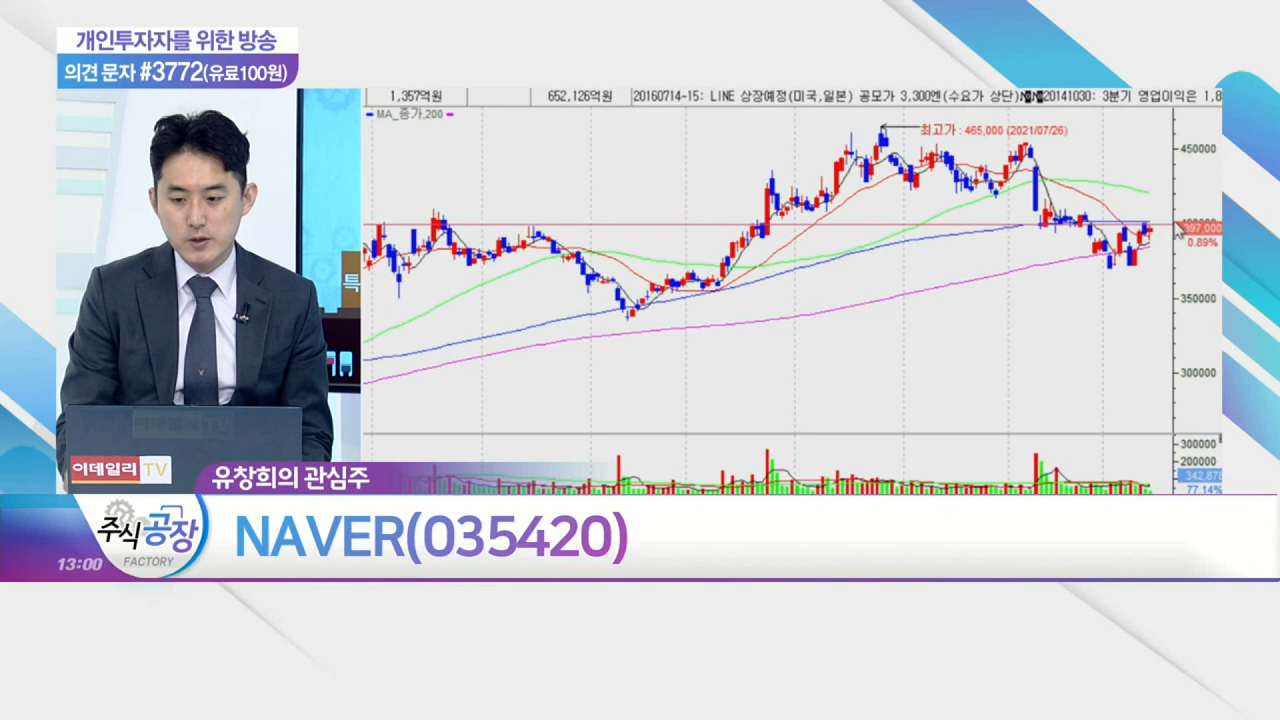 개인투자자를 위한 방송
의견 문자 #3772(유료100원)
1,357억원 652,126억원 20160714-15: LINE 상장예정(미국,일본) 공모가 3,300엔(수요가 상단) 20141030: 3분기 영업이익은 1,8
MA_종가,200
최고가 : 465,000 (2021/07/26)
450000
397,000
0.89%
350000
300000
300000
200000
342,878
77.14%
특
이데일리 TV
유창희의 관심주
주식공장
FACTORY
13:00
NAVER(035420)